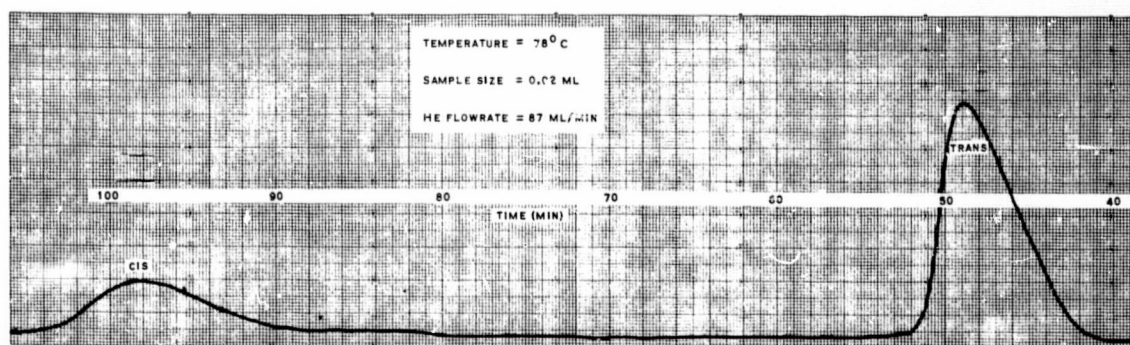 TEMPERATURE = 78° C
SAMPLE SIZE = 0.02 ML
HE FLOWRATE = 87 ML/MIN
TRANS
100 90 80 70 60 50 40
TIME (MIN)
CIS